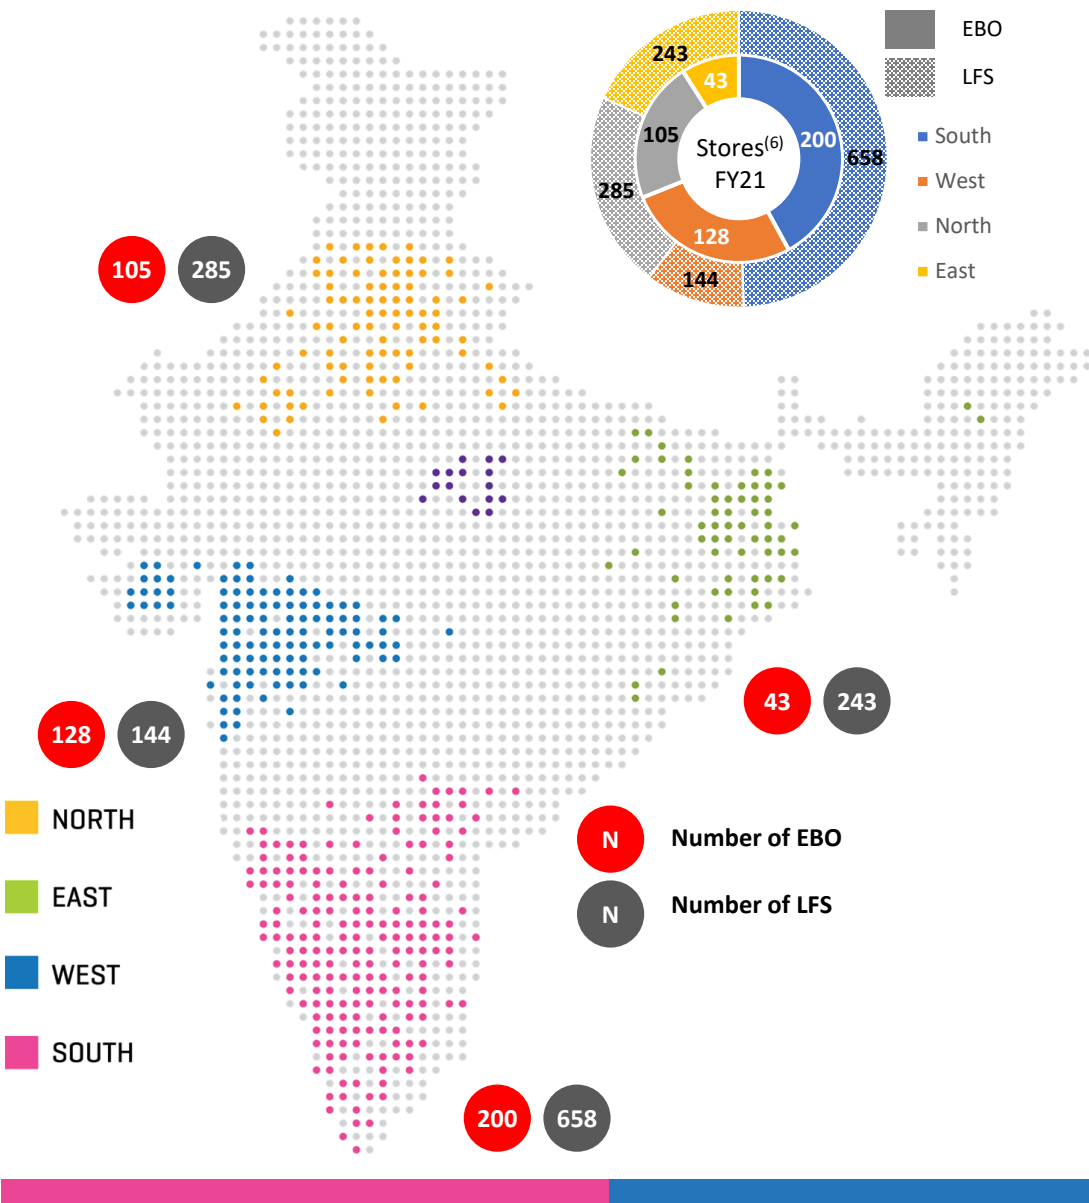 243
43
105
200
658
Stores(6)
FY21
285
128
144
EBO
LFS
South
West
North
East
105 285
43 243
128 144
NORTH
EAST
WEST
SOUTH
N Number of EBO
N Number of LFS
200 658